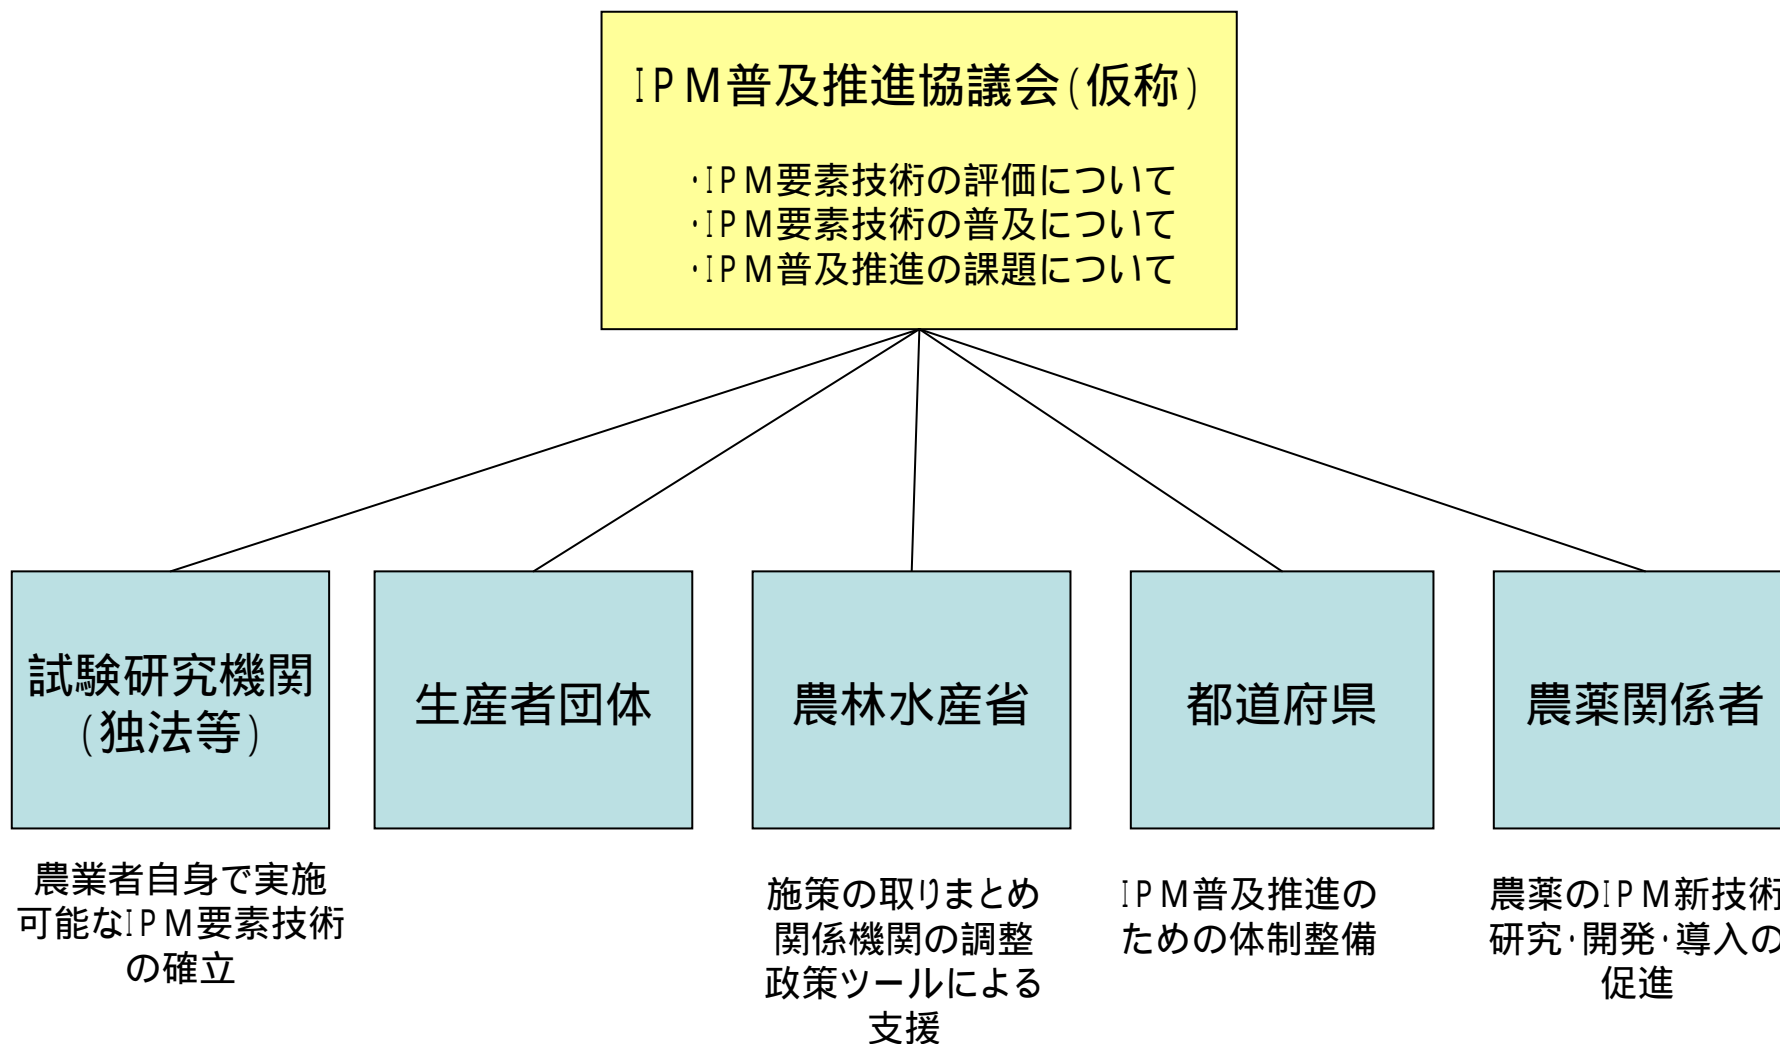 IPM普及推進協議会(仮称)
・IPM要素技術の評価について
・IPM要素技術の普及について
・IPM普及推進の課題について
試験研究機関
(独法等)
生産者団体
農林水産省
都道府県
農薬関係者
農業者自身で実施
可能なIPM要素技術
の確立
施策の取りまとめ
関係機関の調整
政策ツールによる
支援
IPM普及推進の
ための体制整備
農薬のIPM新技術
研究・開発・導入の
促進